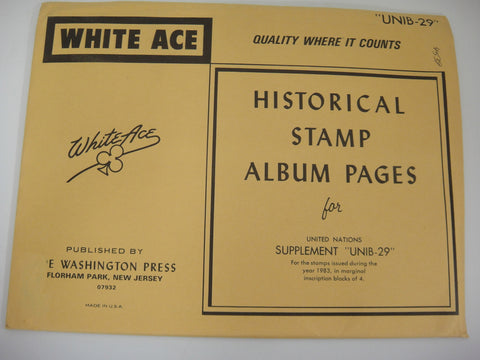 "UNIB-29"
WHITE ACE
QUALITY WHERE IT COUNTS
HISTORICAL
STAMP
ALBUM PAGES
for
UNITED NATIONS
SUPPLEMENT "UNIB-29"
For the stamps issued during the
year 1983, in marginal
inscription blocks of 4.
White Ace
PUBLISHED BY
E WASHINGTON PRESS
FLORHAM PARK, NEW JERSEY
07932
MADE IN U.S.A.